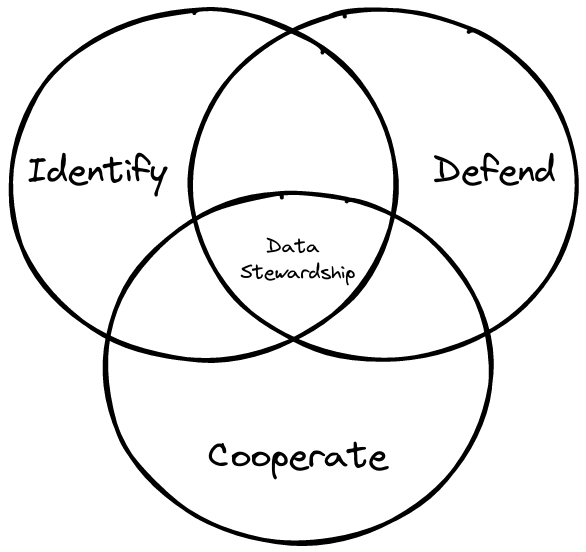 Identify
Defend
Data
Stewardship
Cooperate